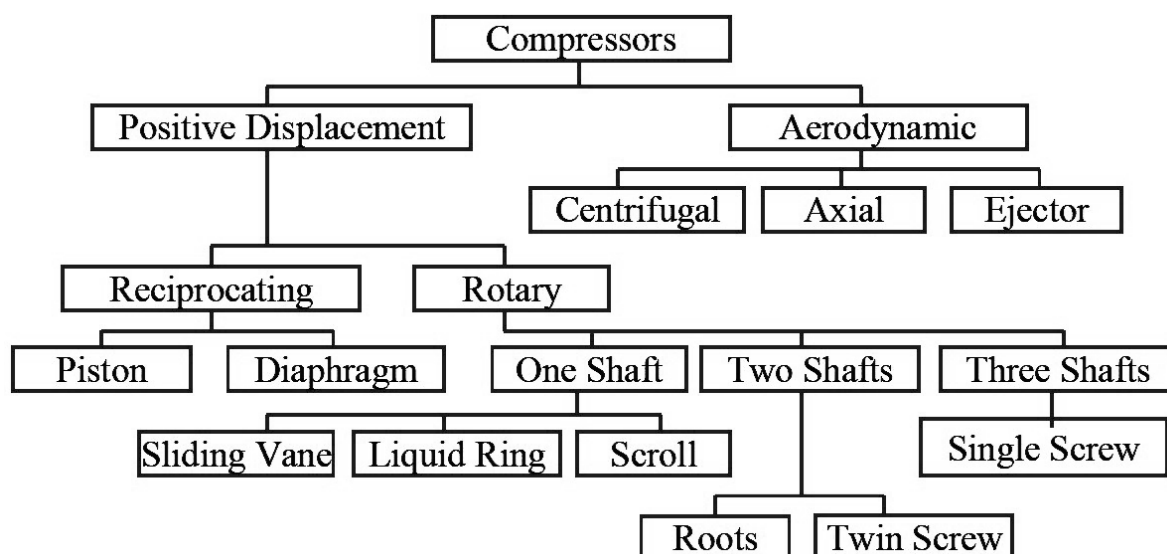 Compressors
Positive Displacement
Aerodynamic
Centrifugal
Axial
Ejector
Reciprocating
Rotary
Piston
Diaphragm
One Shaft
Two Shafts
Three Shafts
Sliding Vane
Liquid Ring
Scroll
Single Screw
Roots
Twin Screw